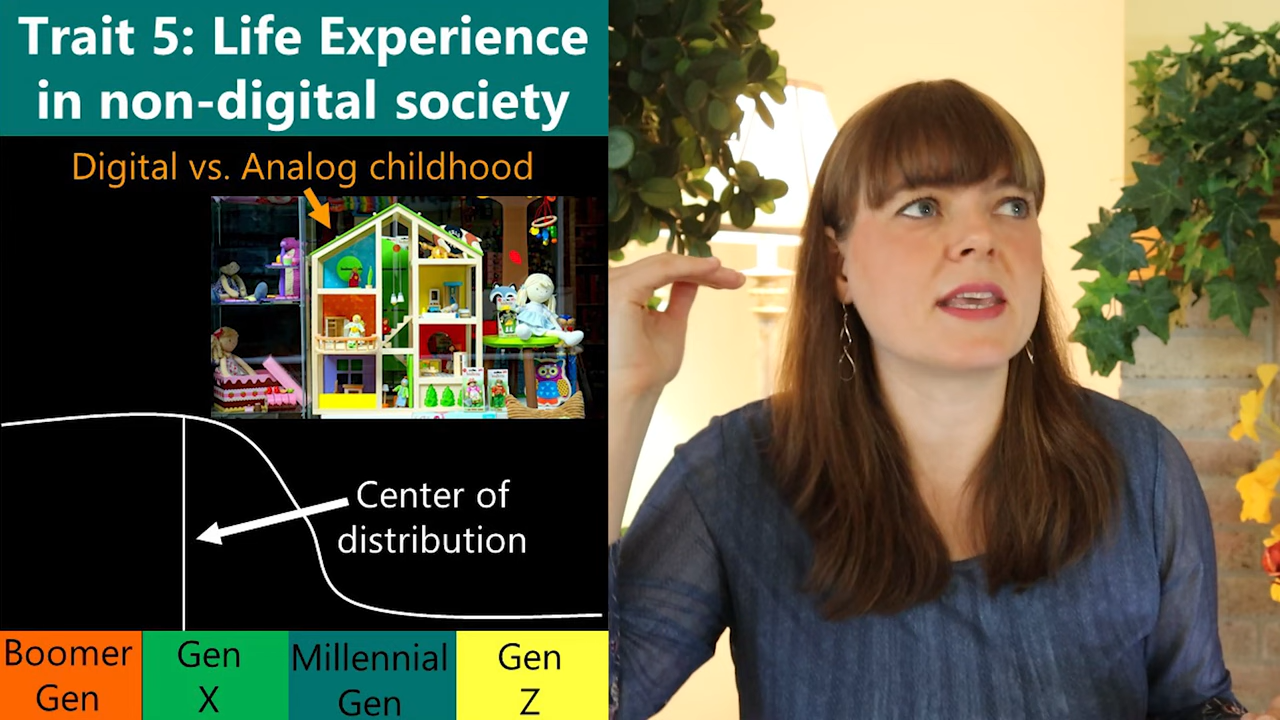 Trait 5: Life Experience
in non-digital society
Digital vs. Analog childhood
Center of
distribution
Boomer
Gen
Gen
X
Millennial
Gen
Gen
Z